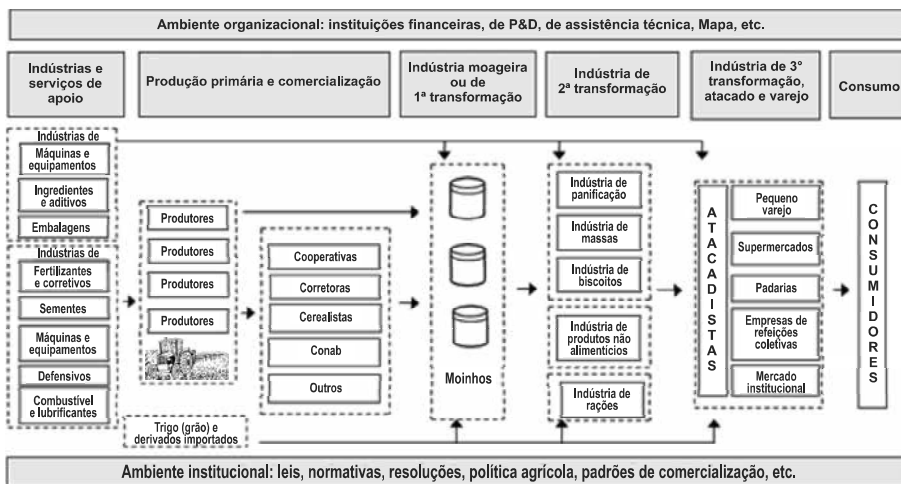 Ambiente organizacional: instituições financeiras, de P&D, de assistência técnica, Mapa, etc.
Indústrias e
serviços de
apoio
Produção primária e comercialização
Indústria moageira
ou de
1ª transformação
Indústria de
2ª transformação
Indústria de 3°
transformação,
atacado e varejo
Consumo
Indústrias de
Máquinas e
equipamentos
Ingredientes
e aditivos
Embalagens
Indústrias de
Fertilizantes
e corretivos
Sementes
Máquinas e
equipamentos
Defensivos
Combustível
e lubrificantes
Produtores
Produtores
Produtores
Produtores
Trigo (grão) e
derivados importados
Cooperativas
Corretoras
Cerealistas
Conab
Outros
Moinhos
Indústria de
panificação
Indústria de
massas
Indústria de
biscoitos
Indústria de
produtos não
alimentícios
Indústria de
rações
ATACADISTAS
Pequeno
varejo
Supermercados
Padarias
Empresas de
refeições
coletivas
Mercado
institucional
CONSUMIDORES
Ambiente institucional: leis, normativas, resoluções, política agrícola, padrões de comercialização, etc.